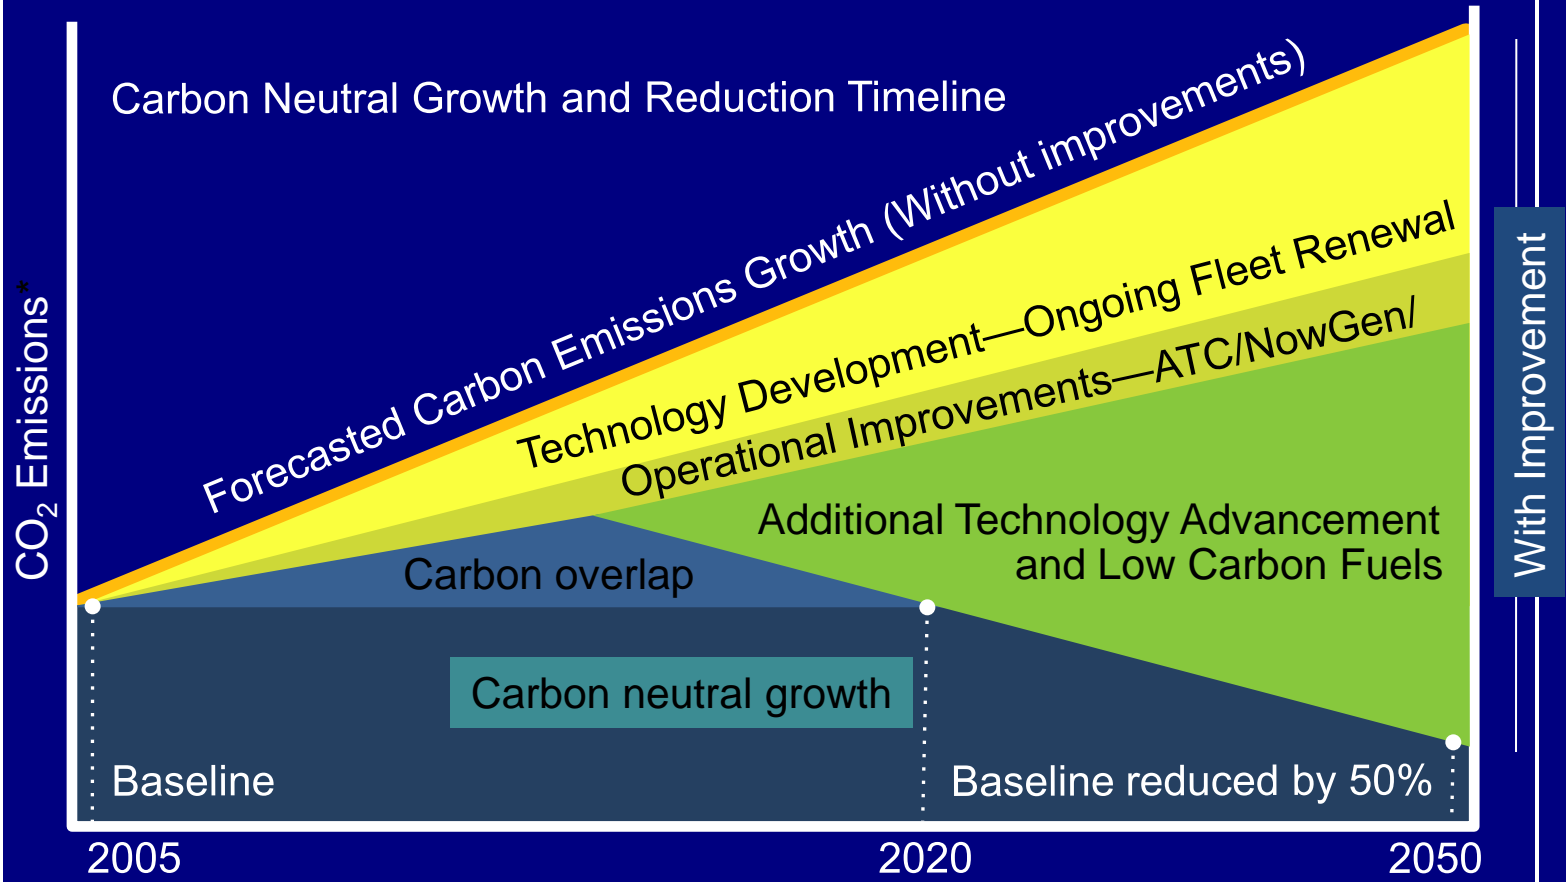 Carbon Neutral Growth and Reduction Timeline
Forecasted Carbon Emissions Growth (Without improvements)
Technology Development—Ongoing Fleet Renewal
Operational Improvements—ATC/NowGen/
Additional Technology Advancement
and Low Carbon Fuels
Carbon overlap
Carbon neutral growth
Baseline
Baseline reduced by 50%
CO₂ Emissions*
With Improvement
2005
2020
2050